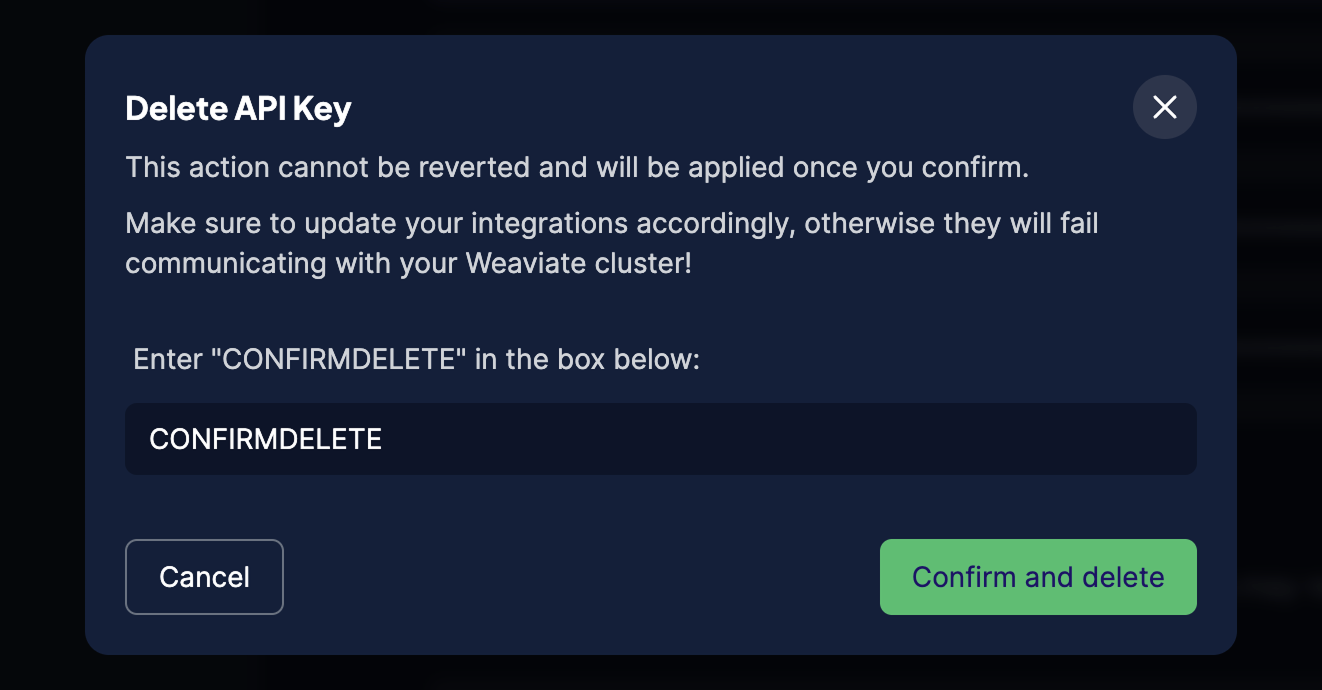 Delete API Key
This action cannot be reverted and will be applied once you confirm.
Make sure to update your integrations accordingly, otherwise they will fail
communicating with your Weaviate cluster!
Enter "CONFIRMDELETE" in the box below:
CONFIRMDELETE
Cancel
Confirm and delete